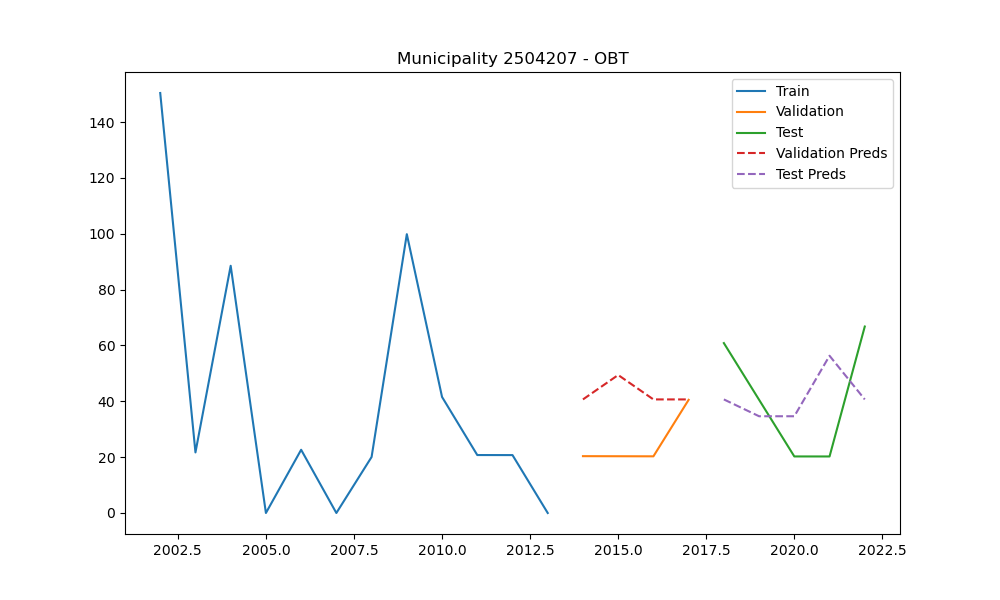 Municipality 2504207 - OBT
Train
Validation
Test
Validation Preds
Test Preds
140
120
100
80
60
40
20
0
2002.5 2005.0 2007.5 2010.0 2012.5 2015.0 2017.5 2020.0 2022.5